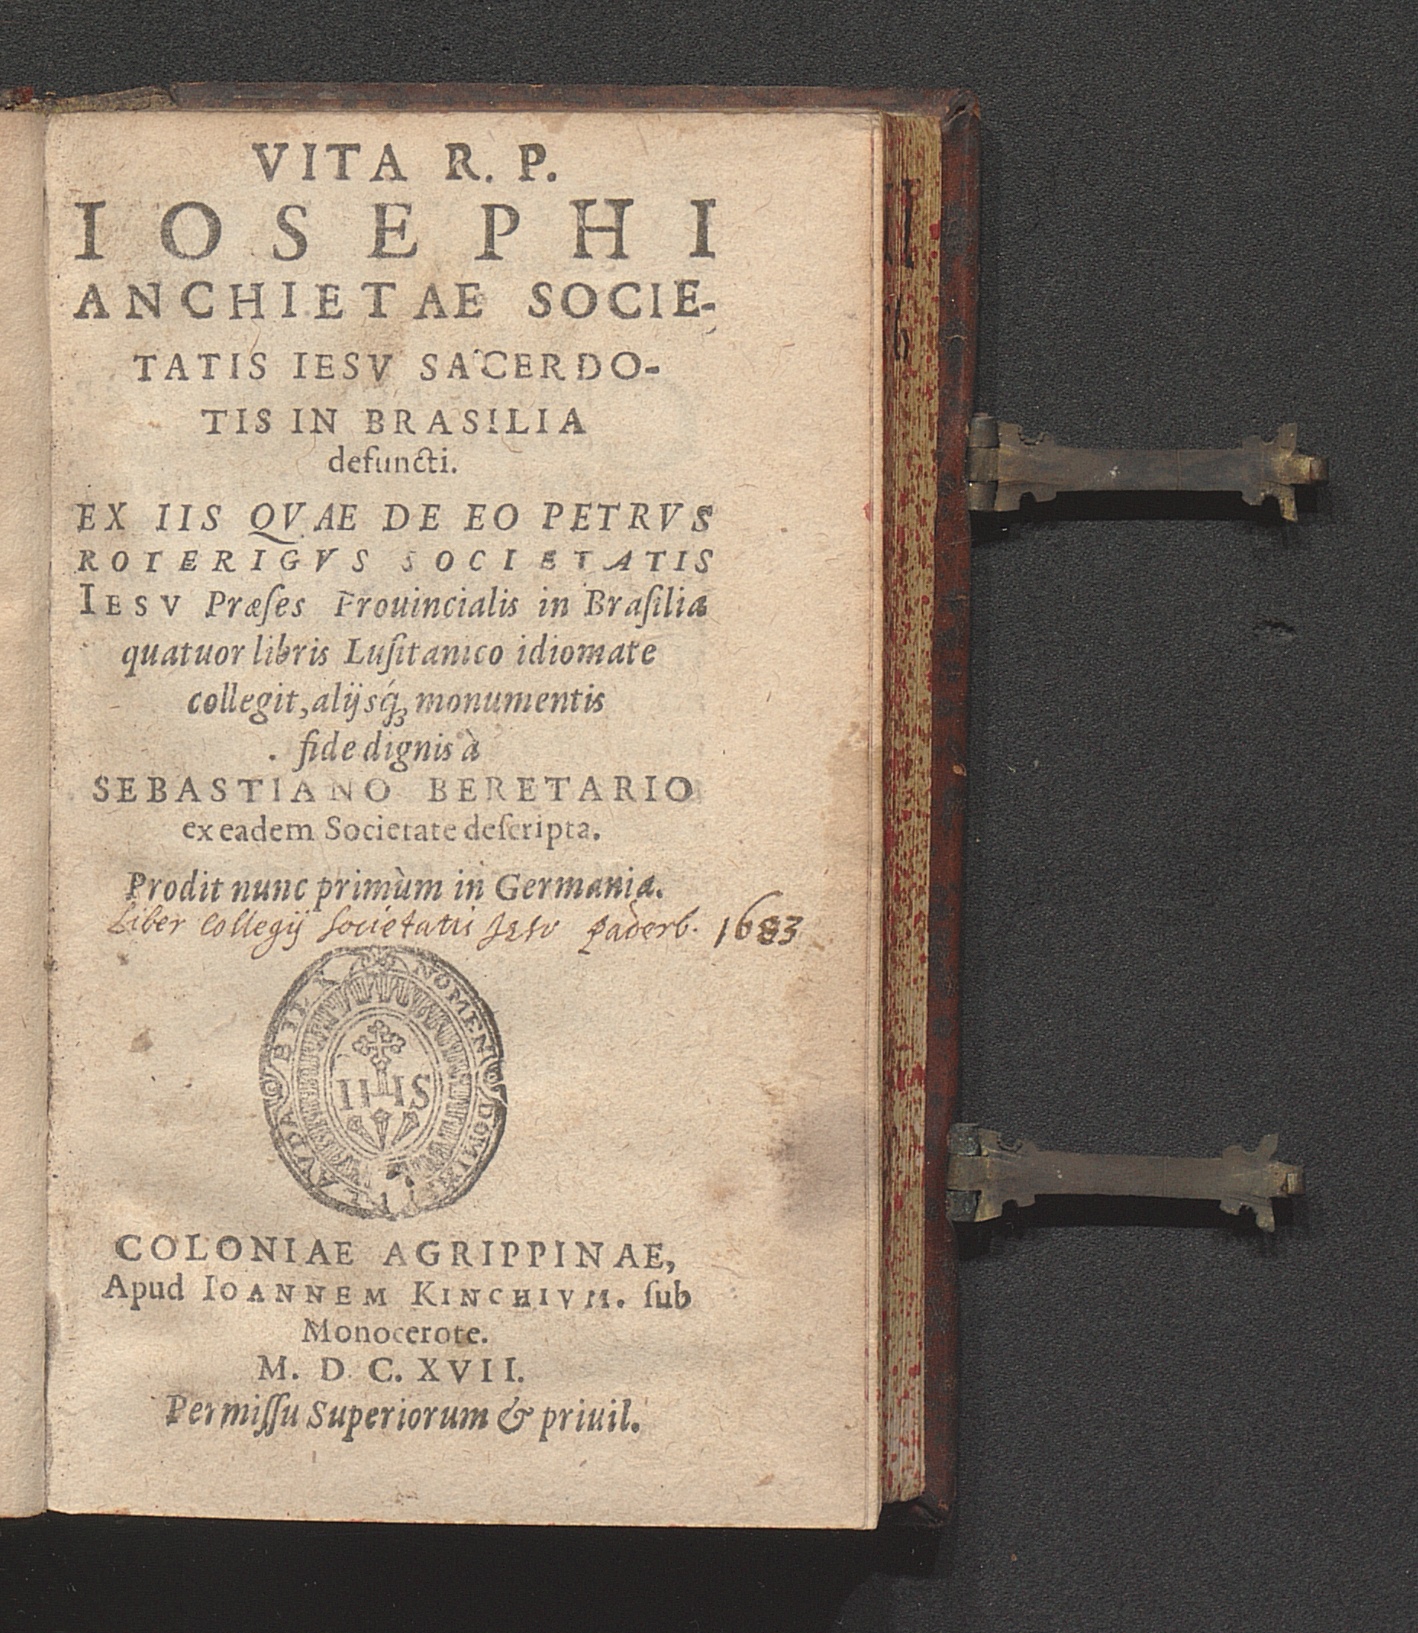 VITA R. P.
IOSEPHI
ANCHIETAE SOCIE-
TATIS IESV SACERDO-
TIS IN BRASILIA
defuncti.
EX IIS QVAE DE EO PETRVS
ROTERIGVS SOCIETATIS
IESV Præſes Prouincialis in Braſilia
quatuor libris Luſitanico idiomate
collegit, alijsq́; monumentis
fide dignis à
SEBASTIANO BERETARIO
ex eadem Societate deſcripta.
Prodit nunc primùm in Germania.
Liber Collegij Societatis Jesu Paderb. 1683
NOMEN DOMI
IHS
COLONIAE AGRIPPINAE,
Apud IOANNEM KINCHIVM. ſub
Monocerote.
M. D C. XVII.
Permiſſu Superiorum & priuil.